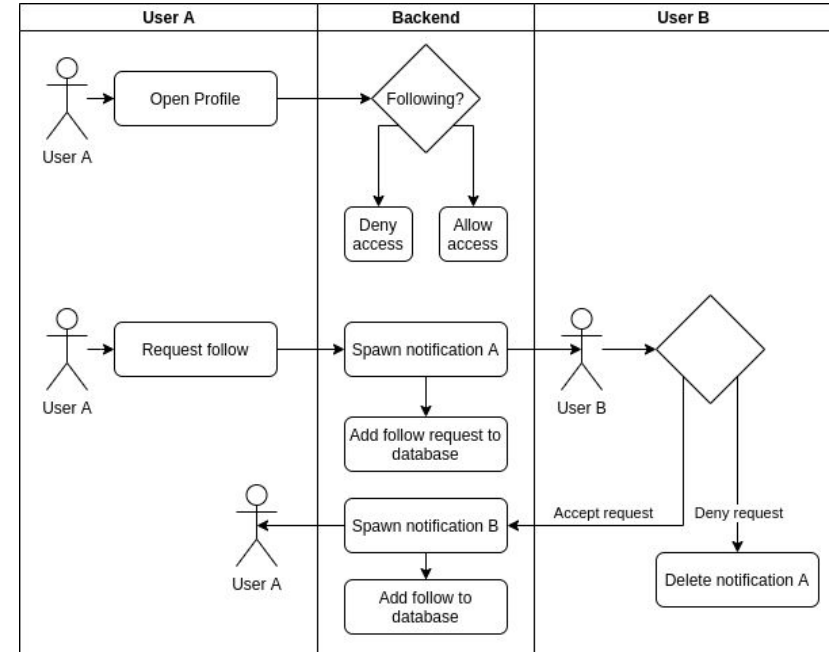 User A
Backend
User B
Open Profile
Following?
User A
Deny
access
Allow
access
Request follow
Spawn notification A
User A
User B
Add follow request to
database
Accept request
Deny request
Spawn notification B
User A
Delete notification A
Add follow to
database